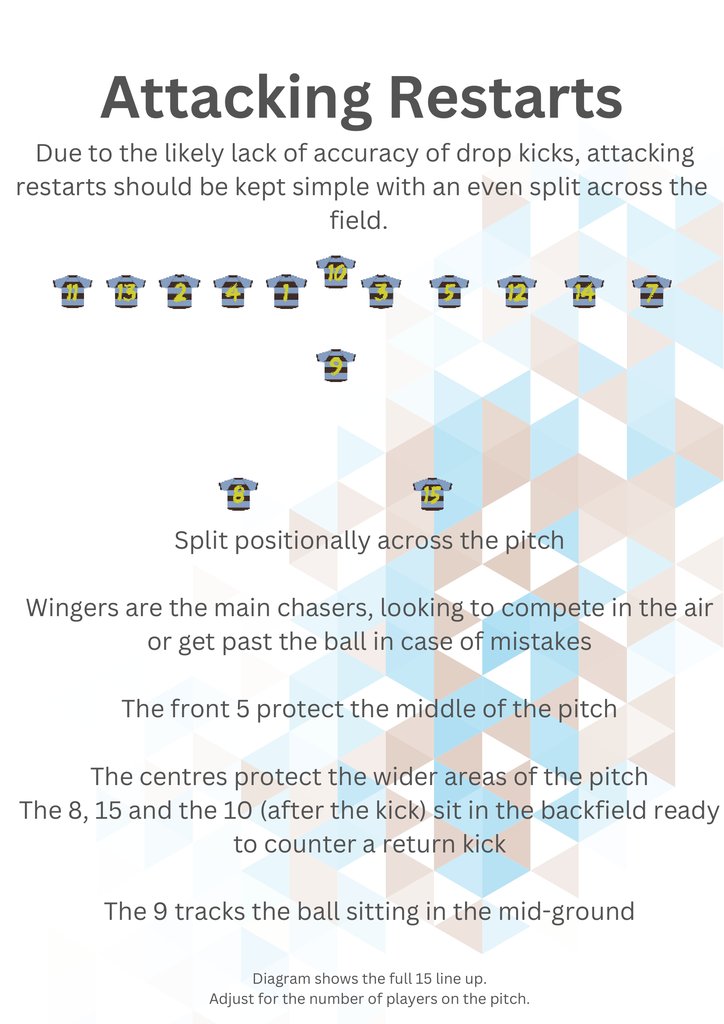 Attacking Restarts
Due to the likely lack of accuracy of drop kicks, attacking
restarts should be kept simple with an even split across the
field.
11 13 2 4 1 10 3 5 12 14 7
9
8 15
Split positionally across the pitch
Wingers are the main chasers, looking to compete in the air
or get past the ball in case of mistakes
The front 5 protect the middle of the pitch
The centres protect the wider areas of the pitch
The 8, 15 and the 10 (after the kick) sit in the backfield ready
to counter a return kick
The 9 tracks the ball sitting in the mid-ground
Diagram shows the full 15 line up.
Adjust for the number of players on the pitch.